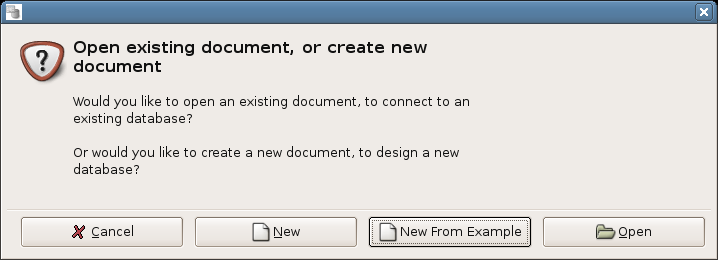 Open existing document, or create new
document
Would you like to open an existing document, to connect to an
existing database?
Or would you like to create a new document, to design a new
database?
Cancel
New
New From Example
Open